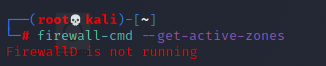 ┌──(root💀kali)-[~]
└─# firewall-cmd --get-active-zones
FirewallD is not running